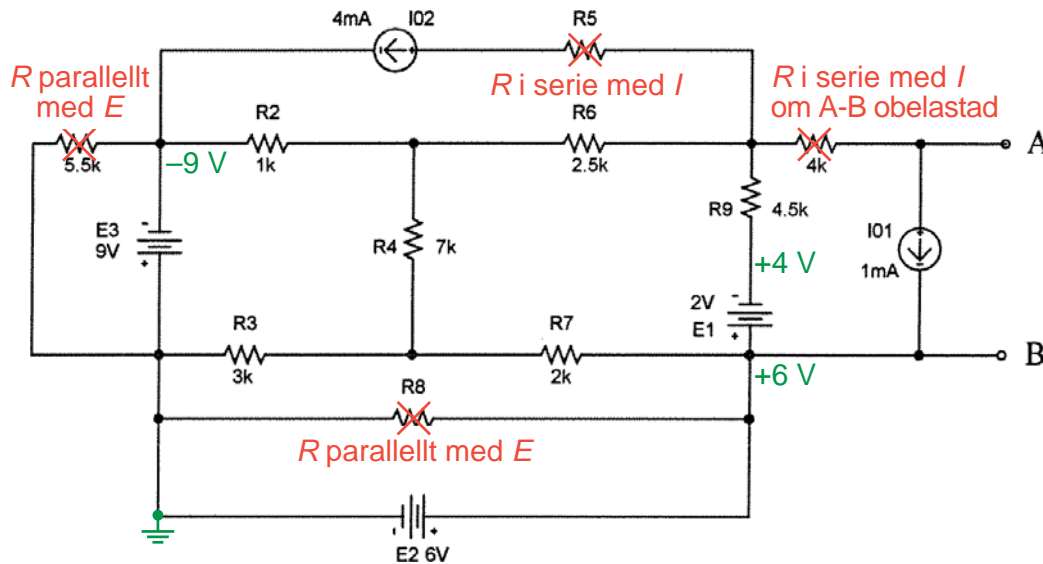 4mA
I02
R5
R i serie med I
R parallellt
med E
5.5k
R i serie med I
om A-B obelastad
4k
A
R2
1k
R6
2.5k
–9 V
E3
9V
-
+
R4
7k
R9
4.5k
+4 V
I01
1mA
2V
E1
-
+
R3
3k
R7
2k
B
+6 V
R8
R parallellt med E
E2 6V
-
+